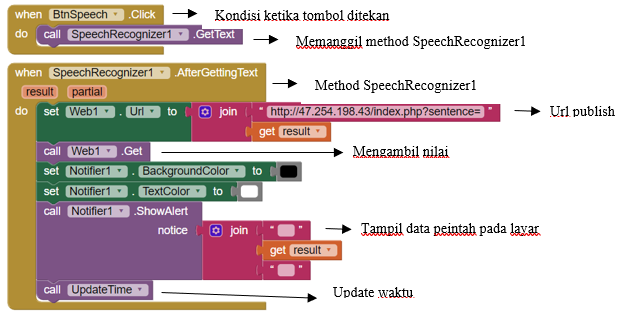 when BtnSpeech .Click
Kondisi ketika tombol ditekan
do call SpeechRecognizer1 .GetText
Memanggil method SpeechRecognizer1
when SpeechRecognizer1 .AfterGettingText
Method SpeechRecognizer1
result partial
do set Web1 . Url to join " http://47.254.198.43/index.php?sentence= "
Url publish
get result
call Web1 .Get
Mengambil nilai
set Notifier1 . BackgroundColor to
set Notifier1 . TextColor to
call Notifier1 .ShowAlert
notice join " "
Tampil data peintah pada layar
get result
" "
call UpdateTime
Update waktu